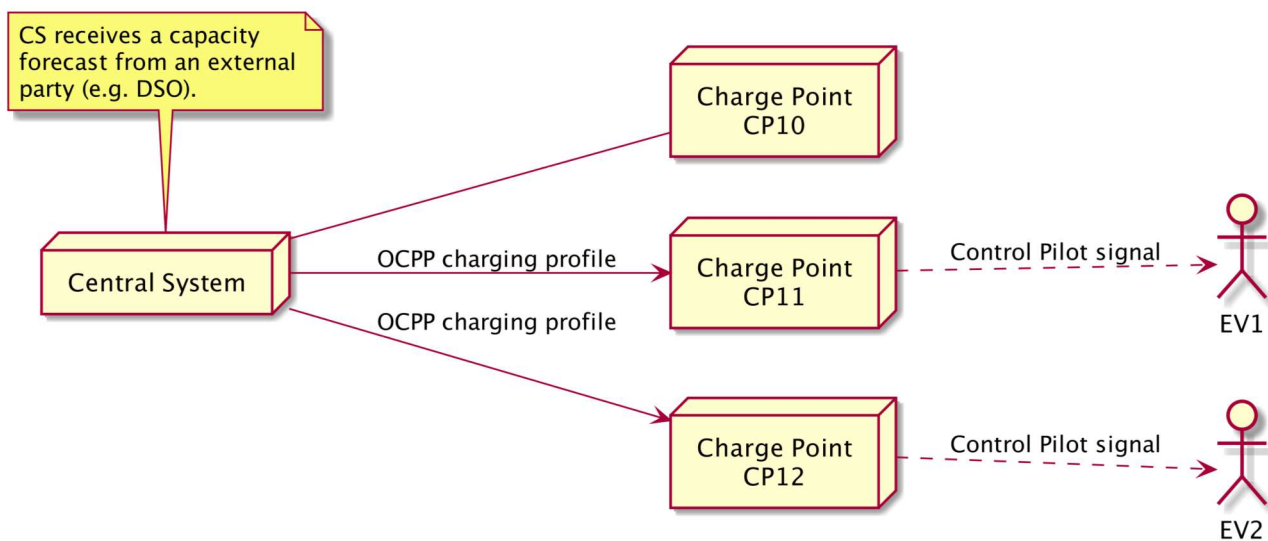 CS receives a capacity
forecast from an external
party (e.g. DSO).
Charge Point
CP10
Central System
OCPP charging profile
Charge Point
CP11
Control Pilot signal
EV1
OCPP charging profile
Charge Point
CP12
Control Pilot signal
EV2